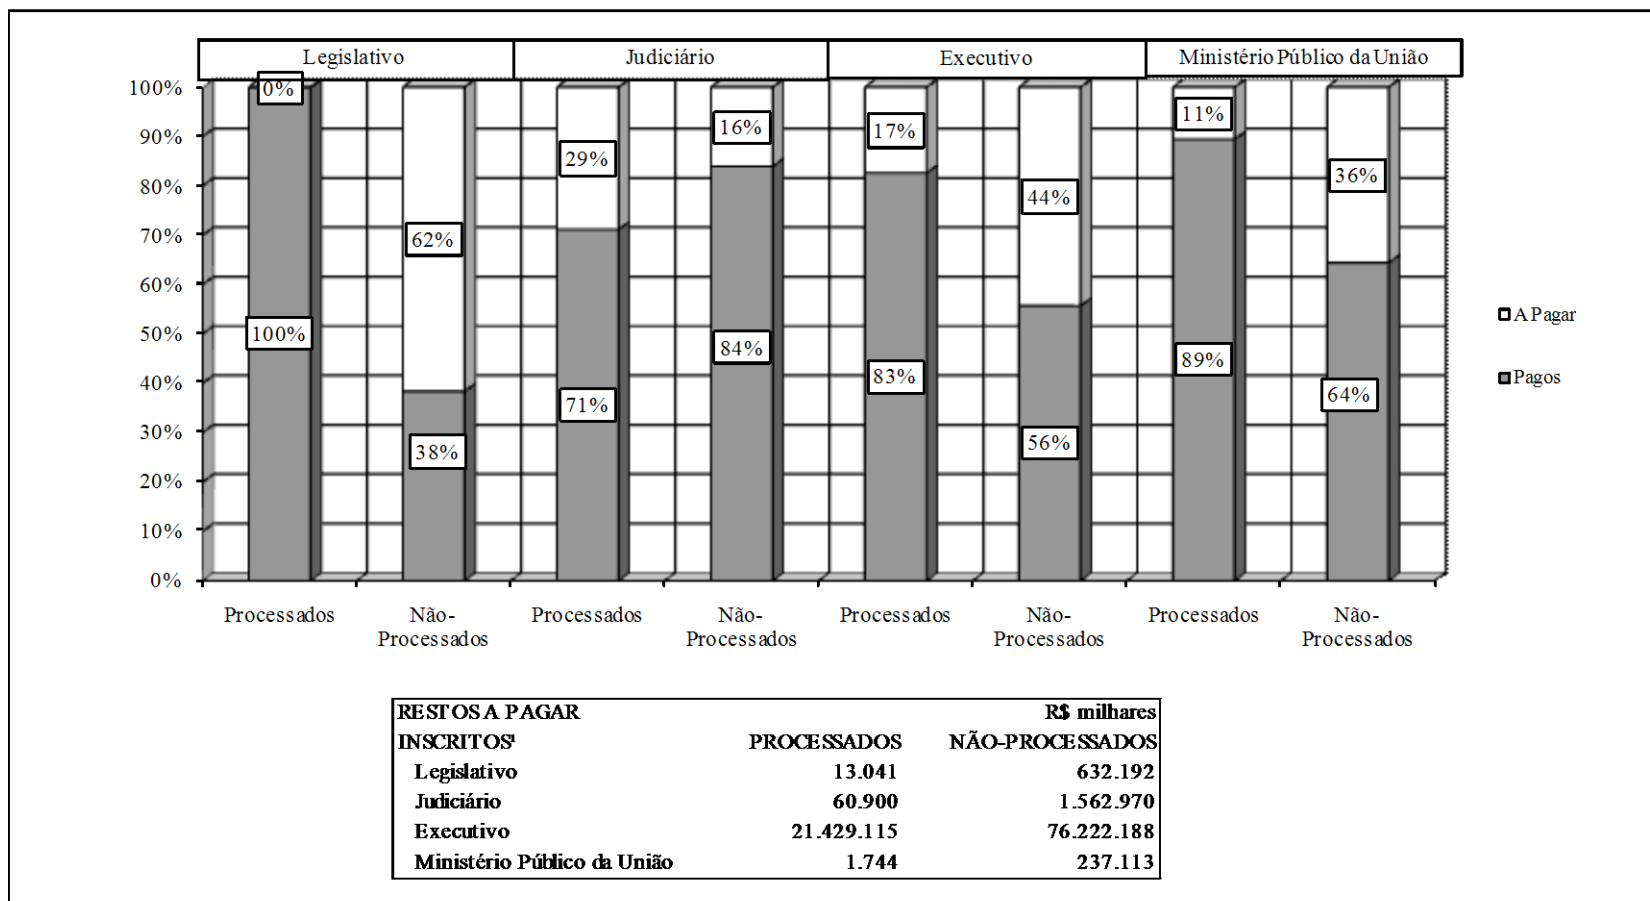 Legislativo Judiciário Executivo Ministério Público da União
100%
90%
80%
70%
60%
50%
40%
30%
20%
10%
0%
0%
100%
62%
38%
29%
71%
16%
84%
17%
83%
44%
56%
11%
89%
36%
64%
A Pagar
Pagos
Processados Não-Processados Processados Não-Processados Processados Não-Processados Processados Não-Processados
RESTOS A PAGAR R$ milhares
INSCRITOS¹ PROCESSADOS NÃO-PROCESSADOS
Legislativo 13.041 632.192
Judiciário 60.900 1.562.970
Executivo 21.429.115 76.222.188
Ministério Público da União 1.744 237.113